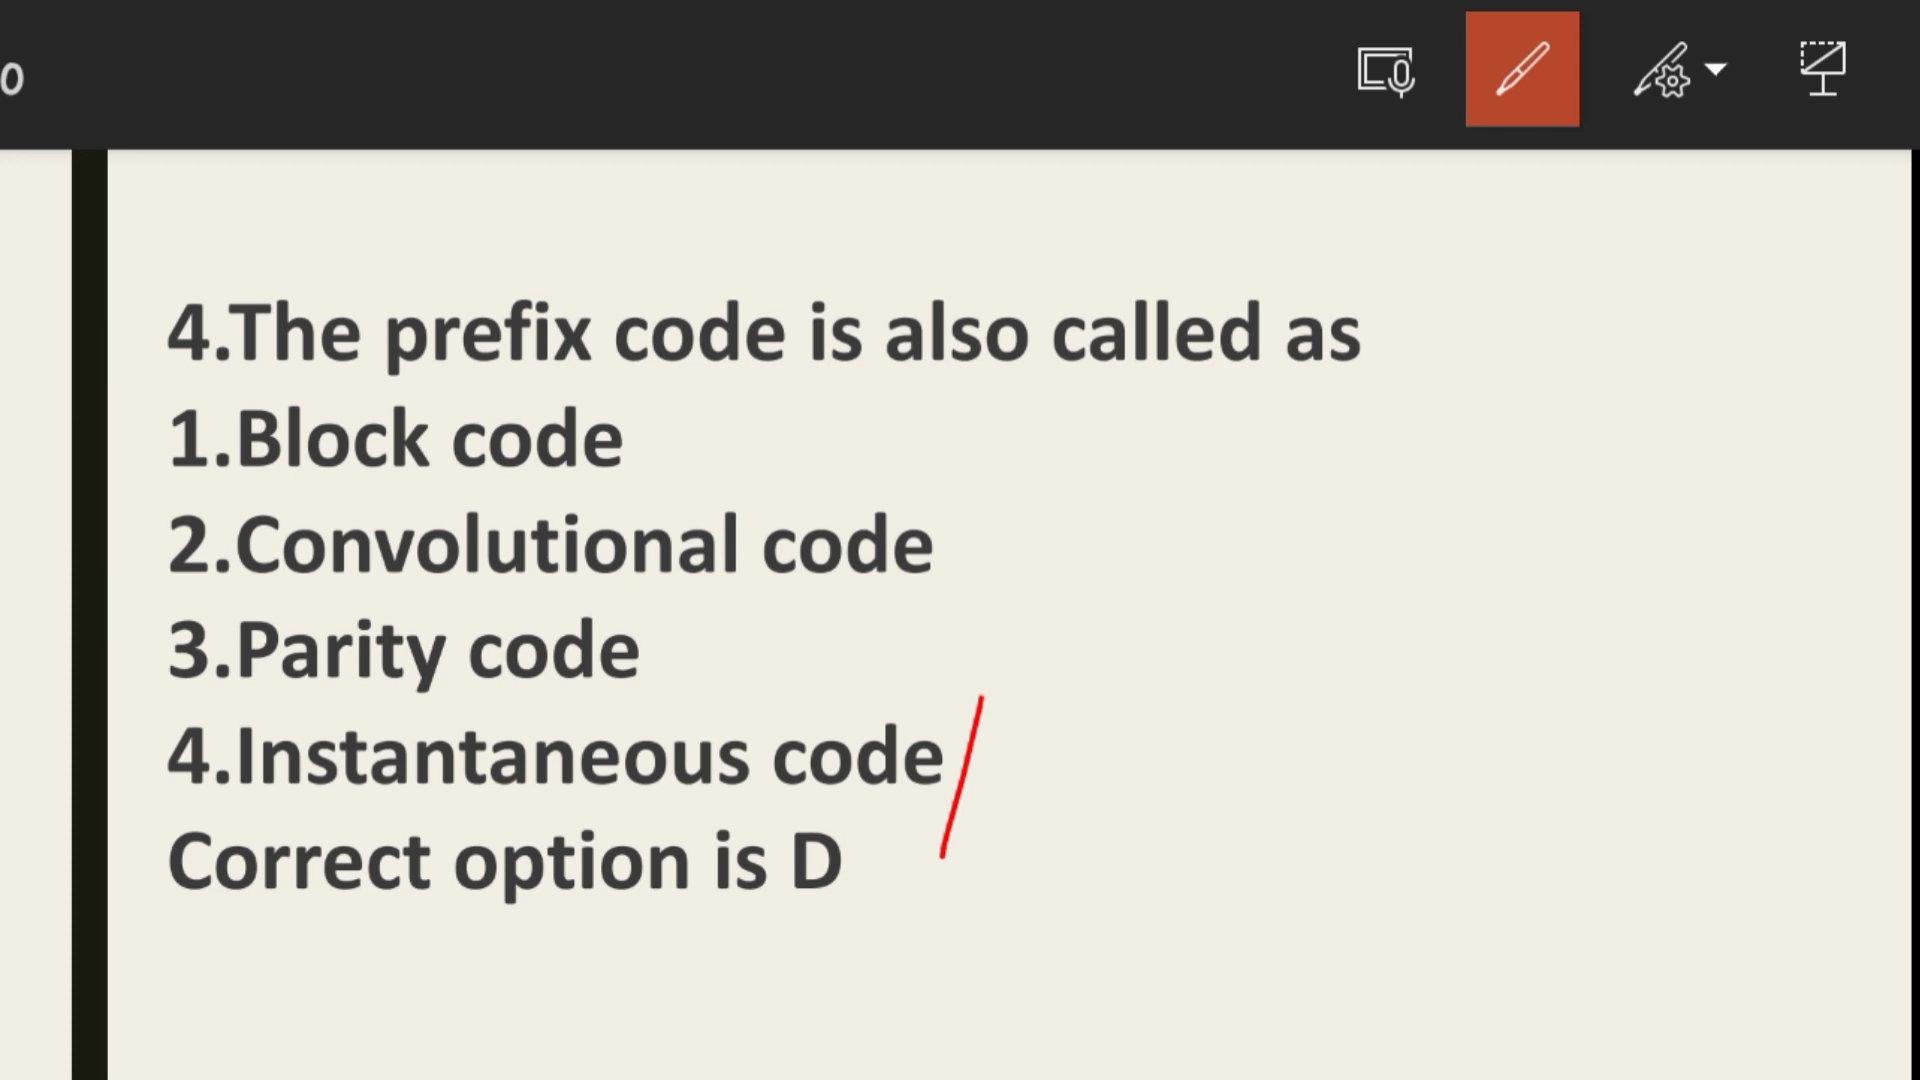 4.The prefix code is also called as
1.Block code
2.Convolutional code
3.Parity code
4.Instantaneous code
Correct option is D